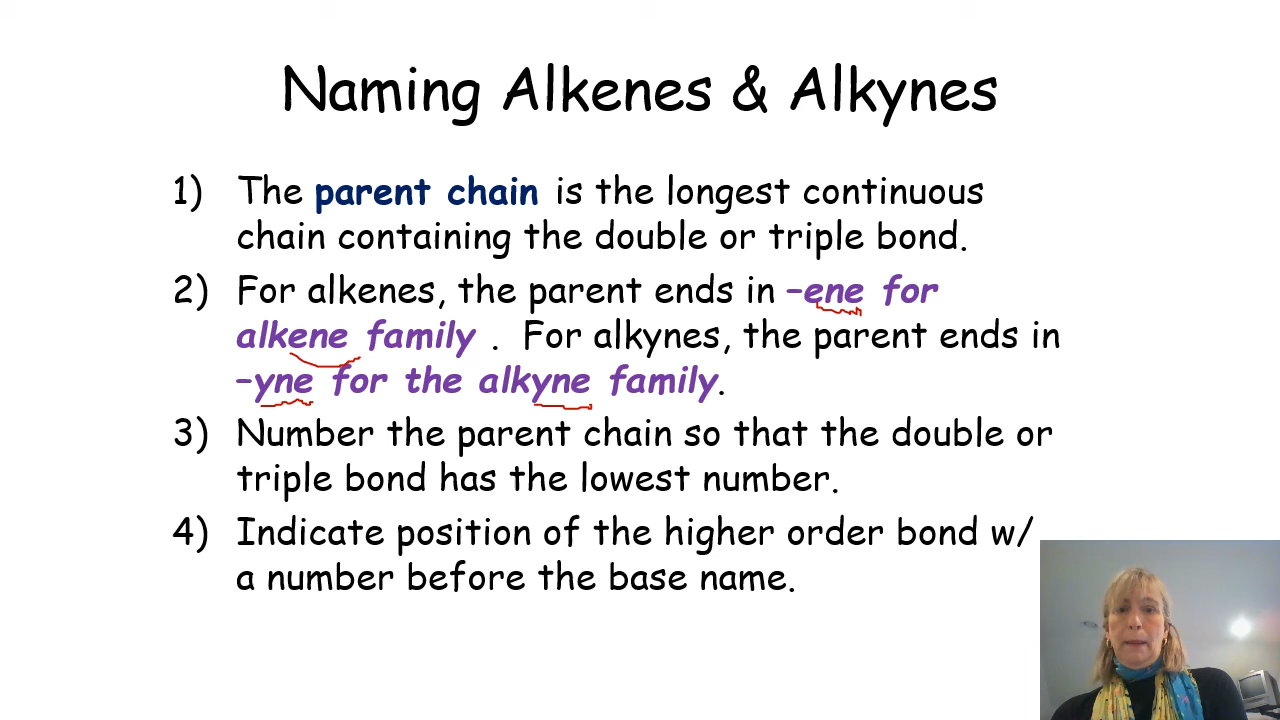 Naming Alkenes & Alkynes
1) The parent chain is the longest continuous
chain containing the double or triple bond.
2) For alkenes, the parent ends in –ene for
alkene family . For alkynes, the parent ends in
–yne for the alkyne family.
3) Number the parent chain so that the double or
triple bond has the lowest number.
4) Indicate position of the higher order bond w/
a number before the base name.